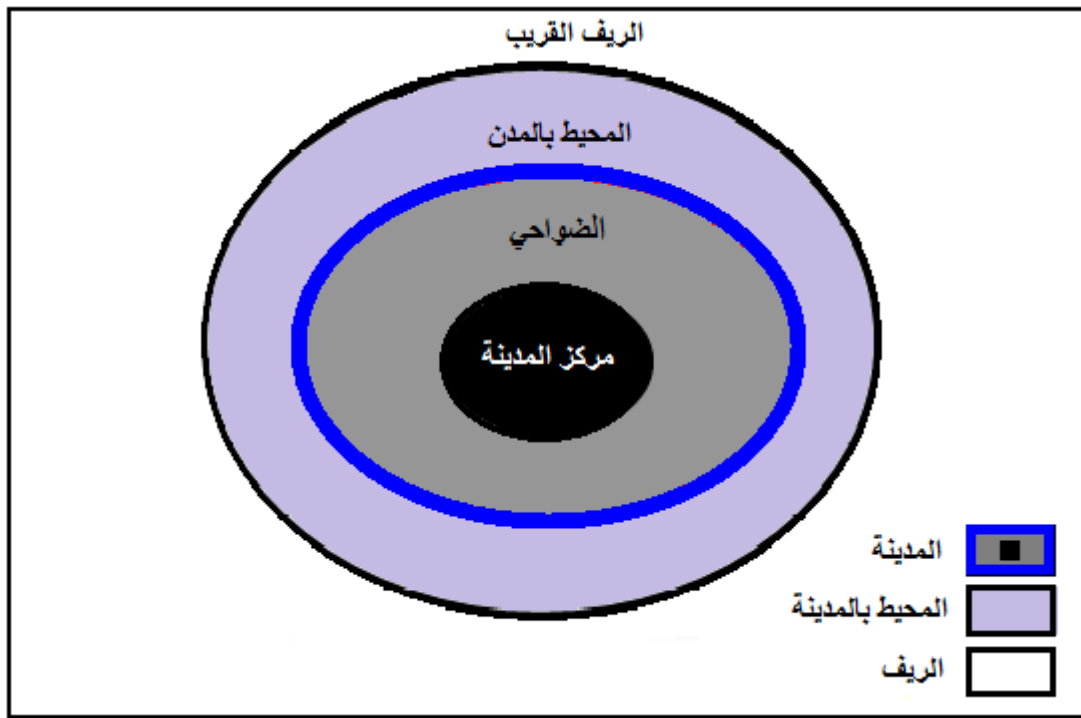 الريف القريب
المحيط بالمدن
الضواحي
مركز المدينة
المدينة
المحيط بالمدينة
الريف